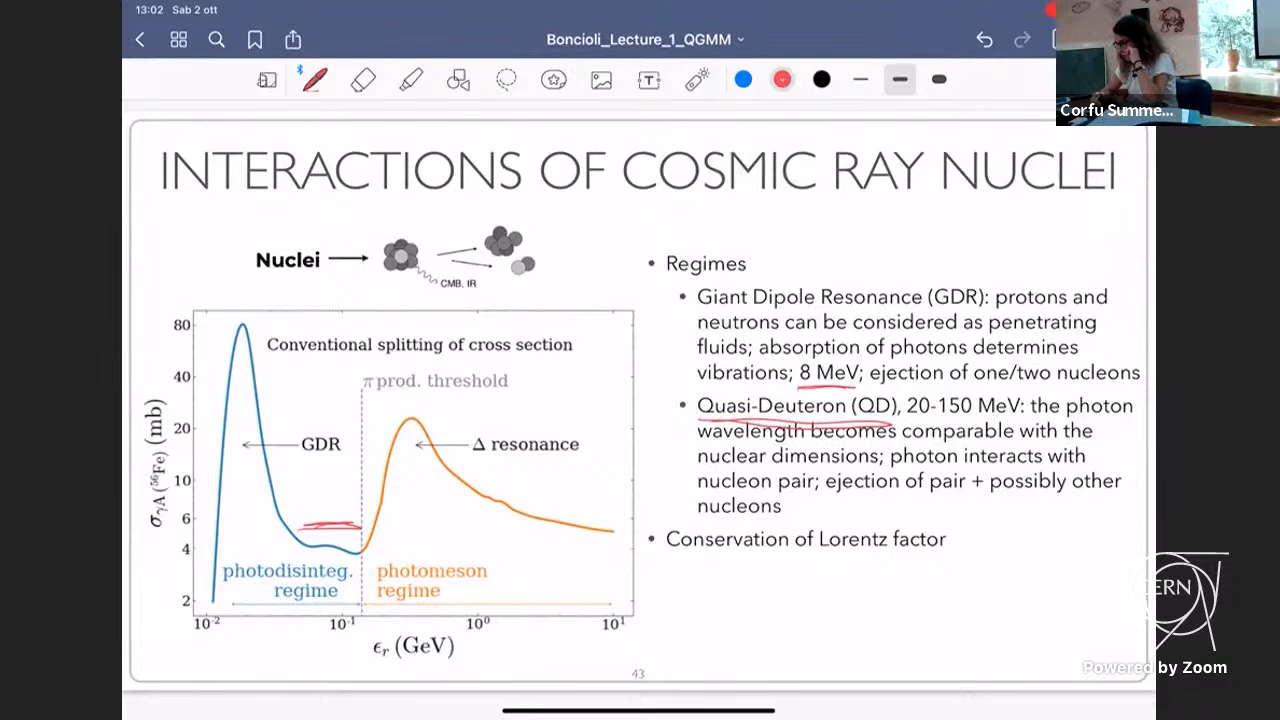 13:02 Sab 2 ott
Boncioli_Lecture_1_QGMM
Corfu Summe...
INTERACTIONS OF COSMIC RAY NUCLEI
Nuclei
CMB, IR
• Regimes
• Giant Dipole Resonance (GDR): protons and
neutrons can be considered as penetrating
fluids; absorption of photons determines
vibrations; 8 MeV; ejection of one/two nucleons
• Quasi-Deuteron (QD), 20-150 MeV: the photon
wavelength becomes comparable with the
nuclear dimensions; photon interacts with
nucleon pair; ejection of pair + possibly other
nucleons
• Conservation of Lorentz factor
Conventional splitting of cross section
π prod. threshold
GDR
Δ resonance
photodisinteg.
regime
photomeson
regime
σγA (⁵⁶Fe) (mb)
80
40
20
10
6
4
2
10⁻²
10⁻¹
10⁰
10¹
ϵr (GeV)
43
CERN
Powered by Zoom